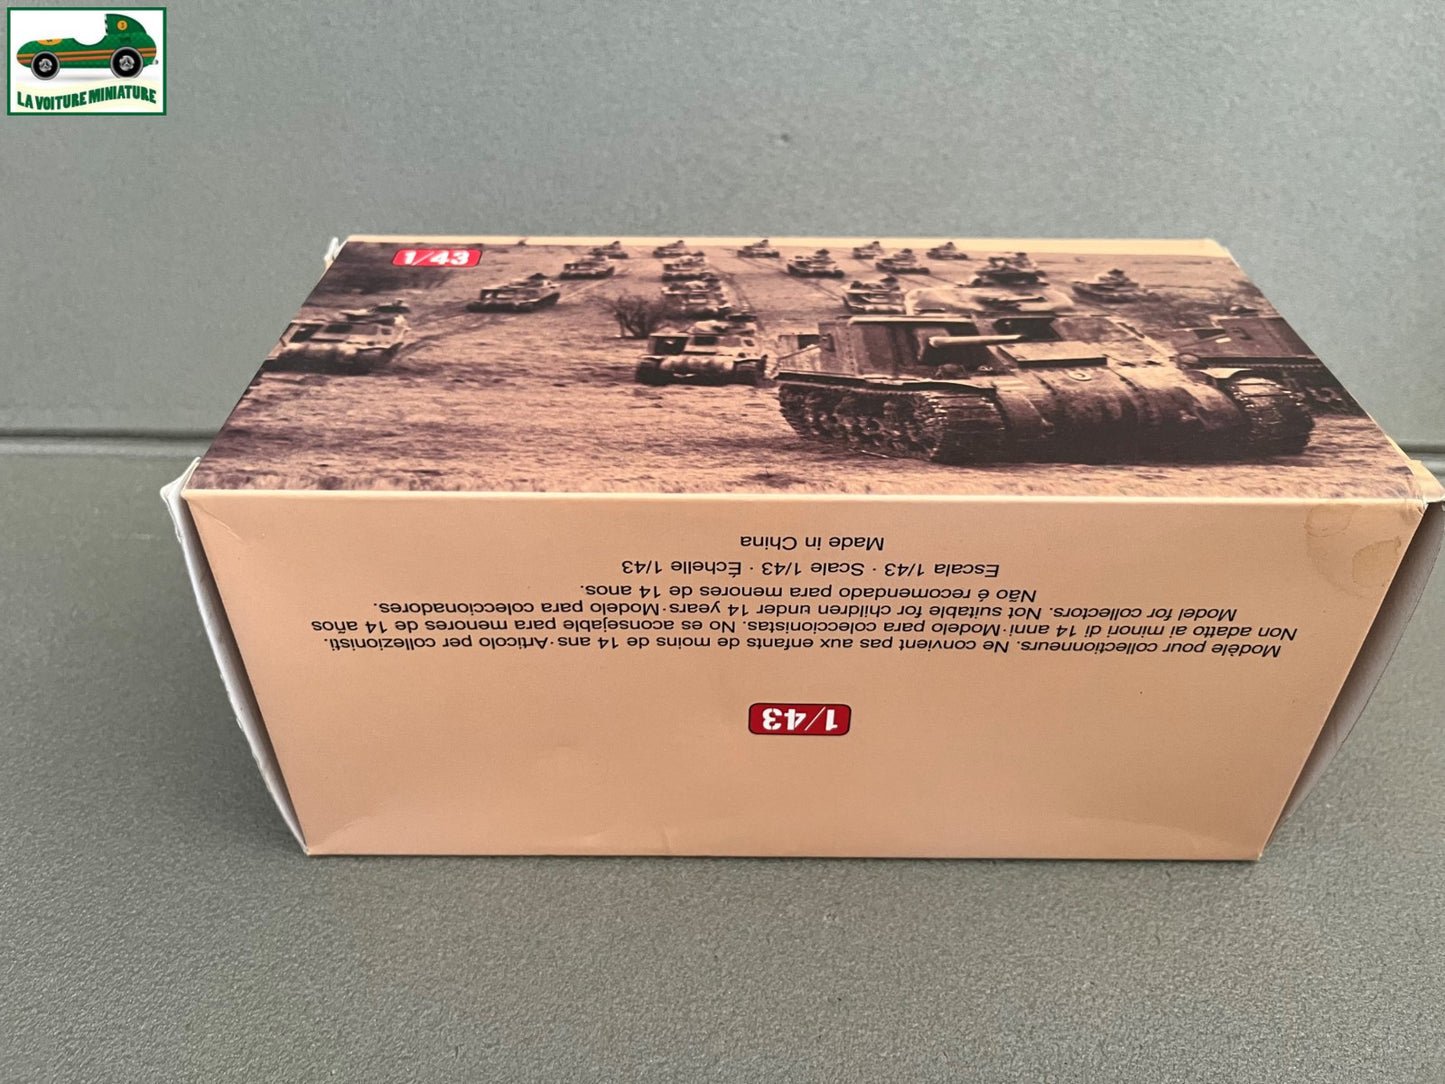 LA VOITURE MINIATURE
1/43
1/43
Modèle pour collectionneurs. Ne convient pas aux enfants de moins de 14 ans·Articolo per collezionisti.
Non adatto ai minori di 14 anni·Modelo para coleccionistas. No es aconsejable para menores de 14 años
Model for collectors. Not suitable for children under 14 years·Modelo para coleccionadores.
Não é recomendado para menores de 14 anos.
Escala 1/43 · Scale 1/43 · Échelle 1/43
Made in China